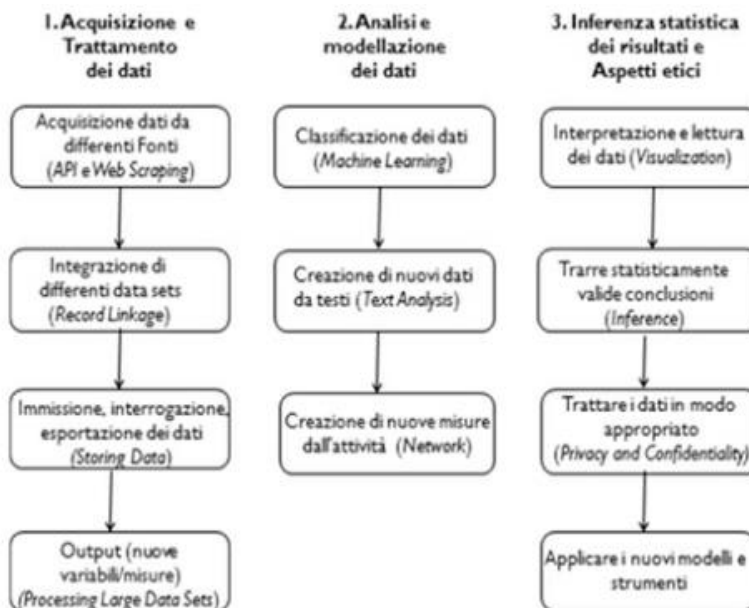 1. Acquisizione e
Trattamento
dei dati
Acquisizione dati da
differenti Fonti
(API e Web Scraping)
Integrazione di
differenti data sets
(Record Linkage)
Immissione, interrogazione,
esportazione dei dati
(Storing Data)
Output (nuove
variabili/misure)
(Processing Large Data Sets)
2. Analisi e
modellazione
dei dati
Classificazione dei dati
(Machine Learning)
Creazione di nuovi dati
da testi (Text Analysis)
Creazione di nuove misure
dall'attività (Network)
3. Inferenza statistica
dei risultati e
Aspetti etici
Interpretazione e lettura
dei dati (Visualization)
Trarre statisticamente
valide conclusioni
(Inference)
Trattare i dati in modo
appropriato
(Privacy and Confidentiality)
Applicare i nuovi modelli e
strumenti